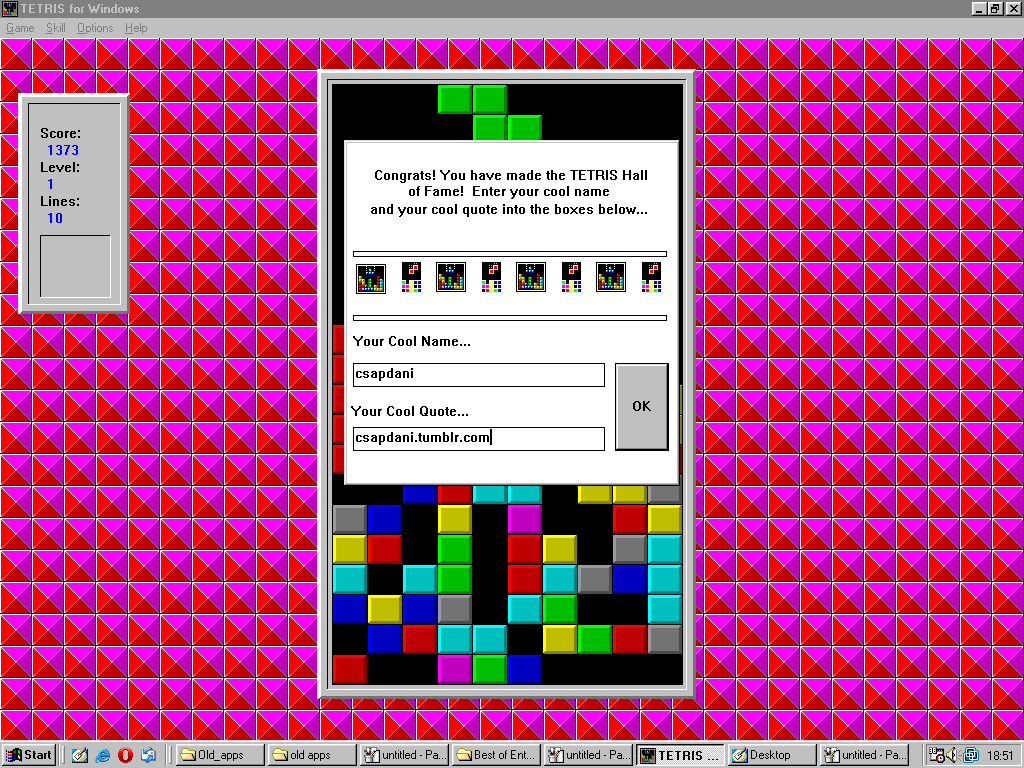 TETRIS for Windows
Game Skill Options Help
Score:
1373
Level:
1
Lines:
10
Congrats! You have made the TETRIS Hall
of Fame! Enter your cool name
and your cool quote into the boxes below...
Your Cool Name...
csapdani
OK
Your Cool Quote...
csapdani.tumblr.com
Start Old_apps old apps untitled - Pa... Best of Ent... untitled - Pa... TETRIS ... Desktop untitled - Pa... 18:51